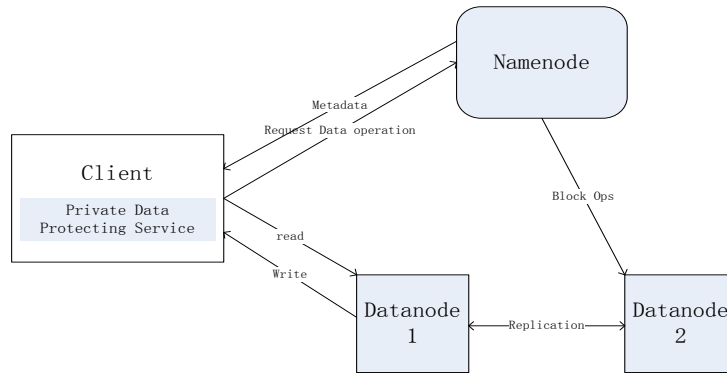 Namenode
Metadata
Request Data operation
Client
Private Data
Protecting Service
Block Ops
read
Write
Datanode
1
Replication
Datanode
2